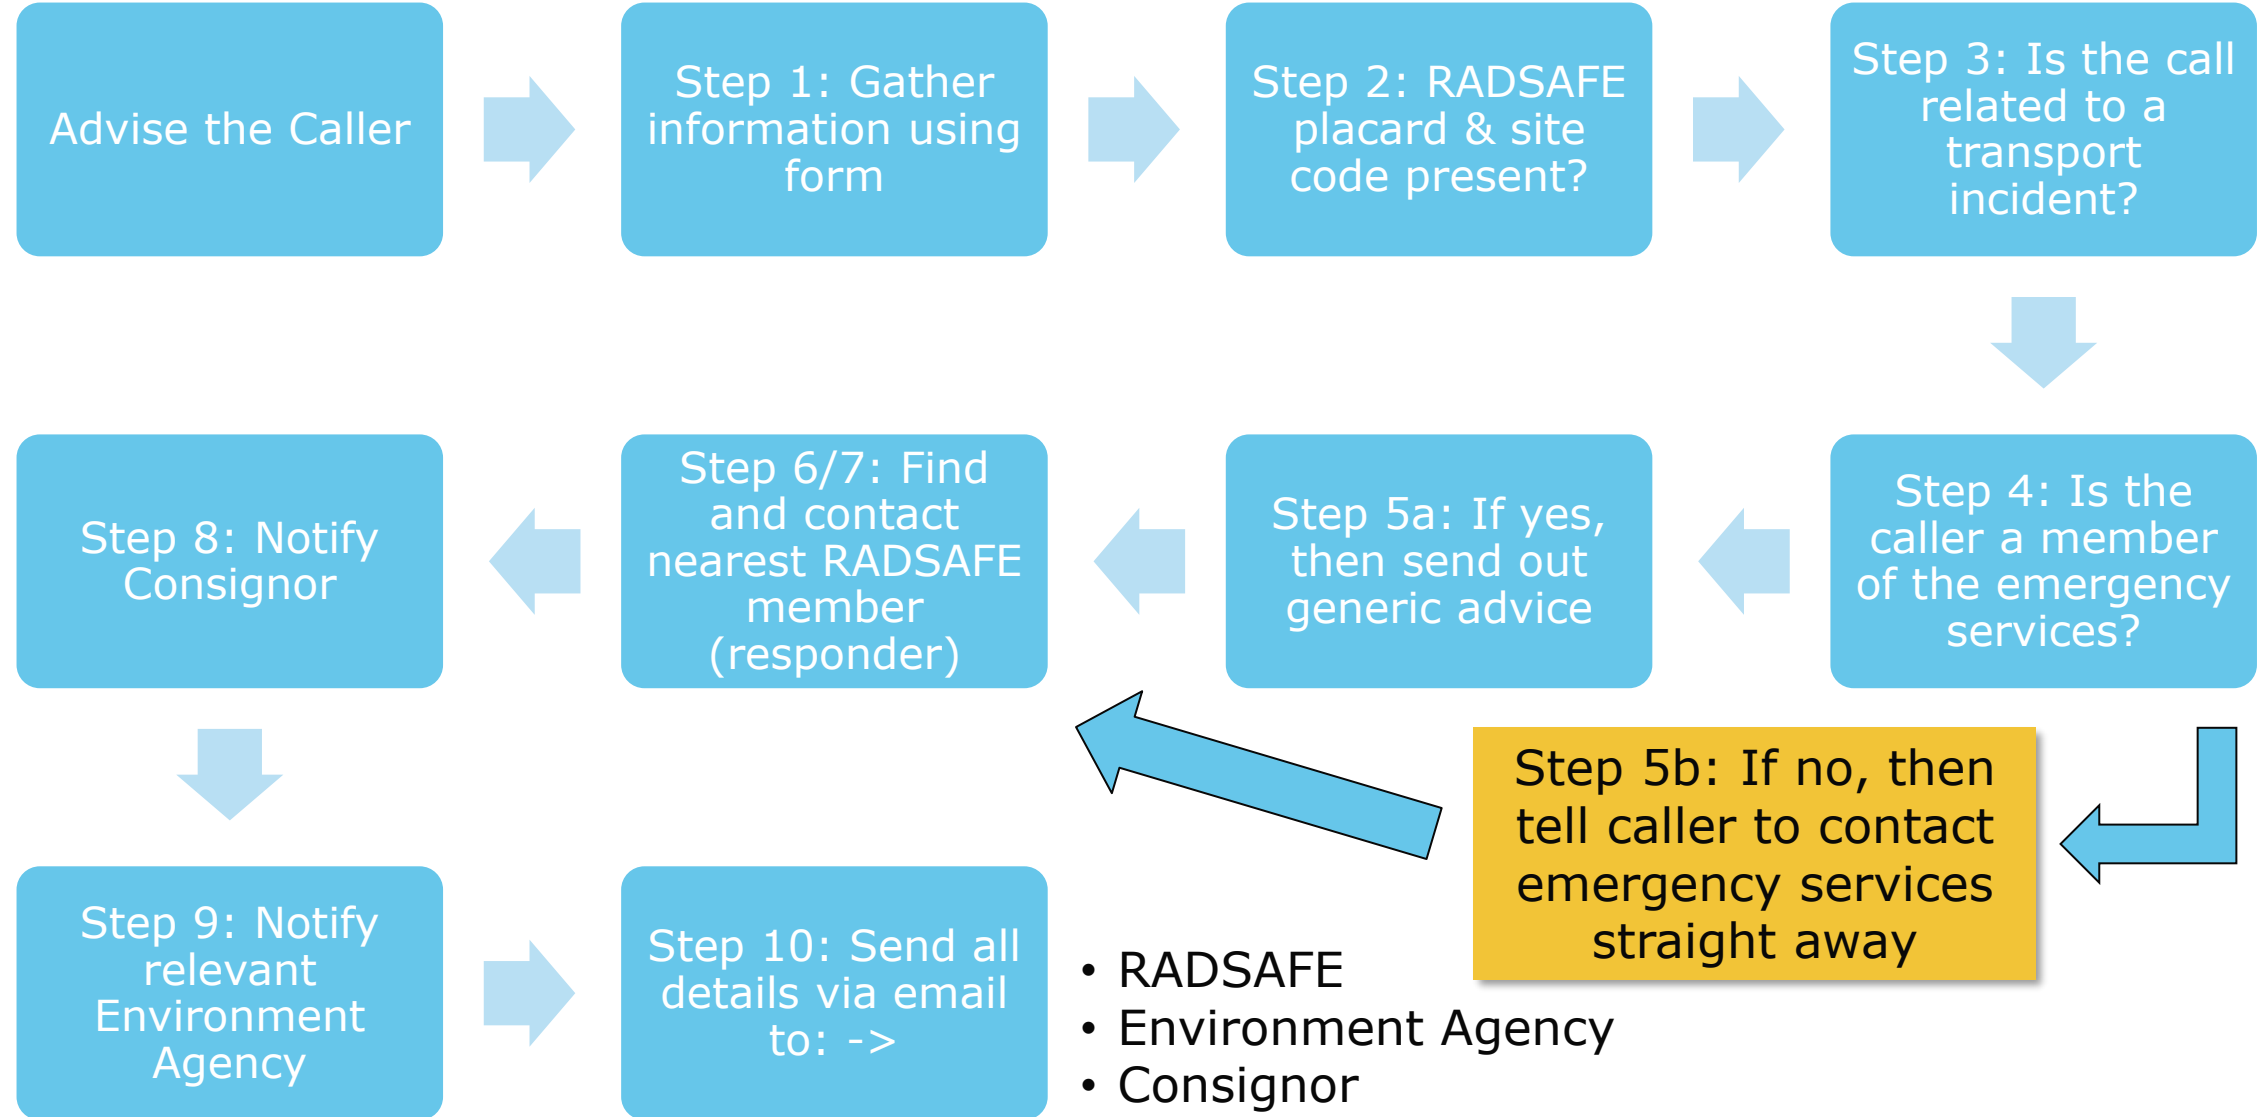 Advise the Caller
Step 1: Gather
information using
form
Step 2: RADSAFE
placard & site
code present?
Step 3: Is the call
related to a
transport
incident?
Step 4: Is the
caller a member
of the emergency
services?
Step 5a: If yes,
then send out
generic advice
Step 5b: If no, then
tell caller to contact
emergency services
straight away
Step 6/7: Find
and contact
nearest RADSAFE
member
(responder)
Step 8: Notify
Consignor
Step 9: Notify
relevant
Environment
Agency
Step 10: Send all
details via email
to: ->
• RADSAFE
• Environment Agency
• Consignor